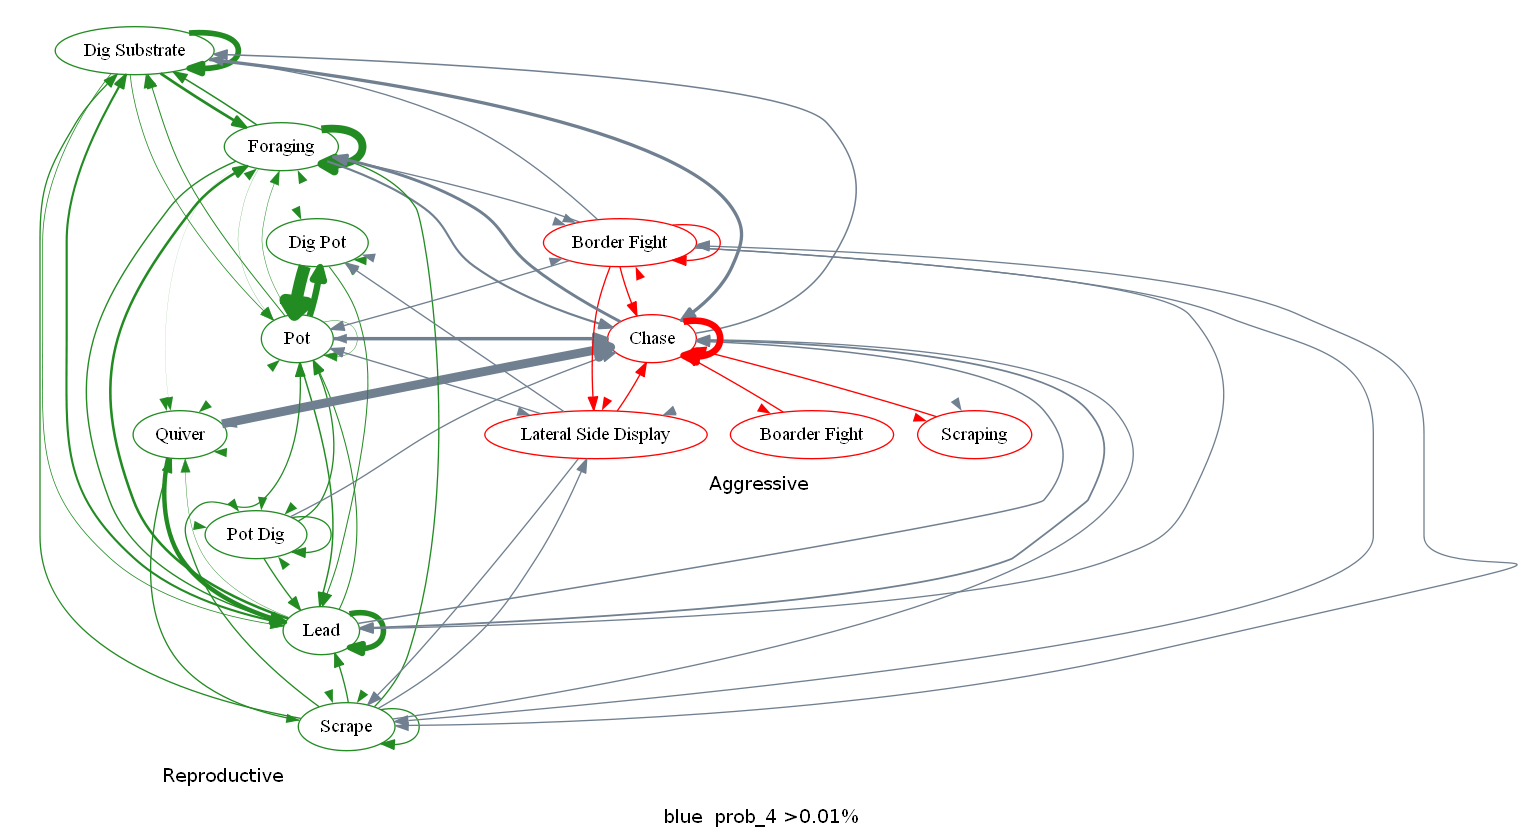 Dig Substrate
Foraging
Dig Pot
Border Fight
Pot
Chase
Quiver
Lateral Side Display
Boarder Fight
Scraping
Aggressive
Pot Dig
Lead
Scrape
Reproductive
blue prob_4 >0.01%